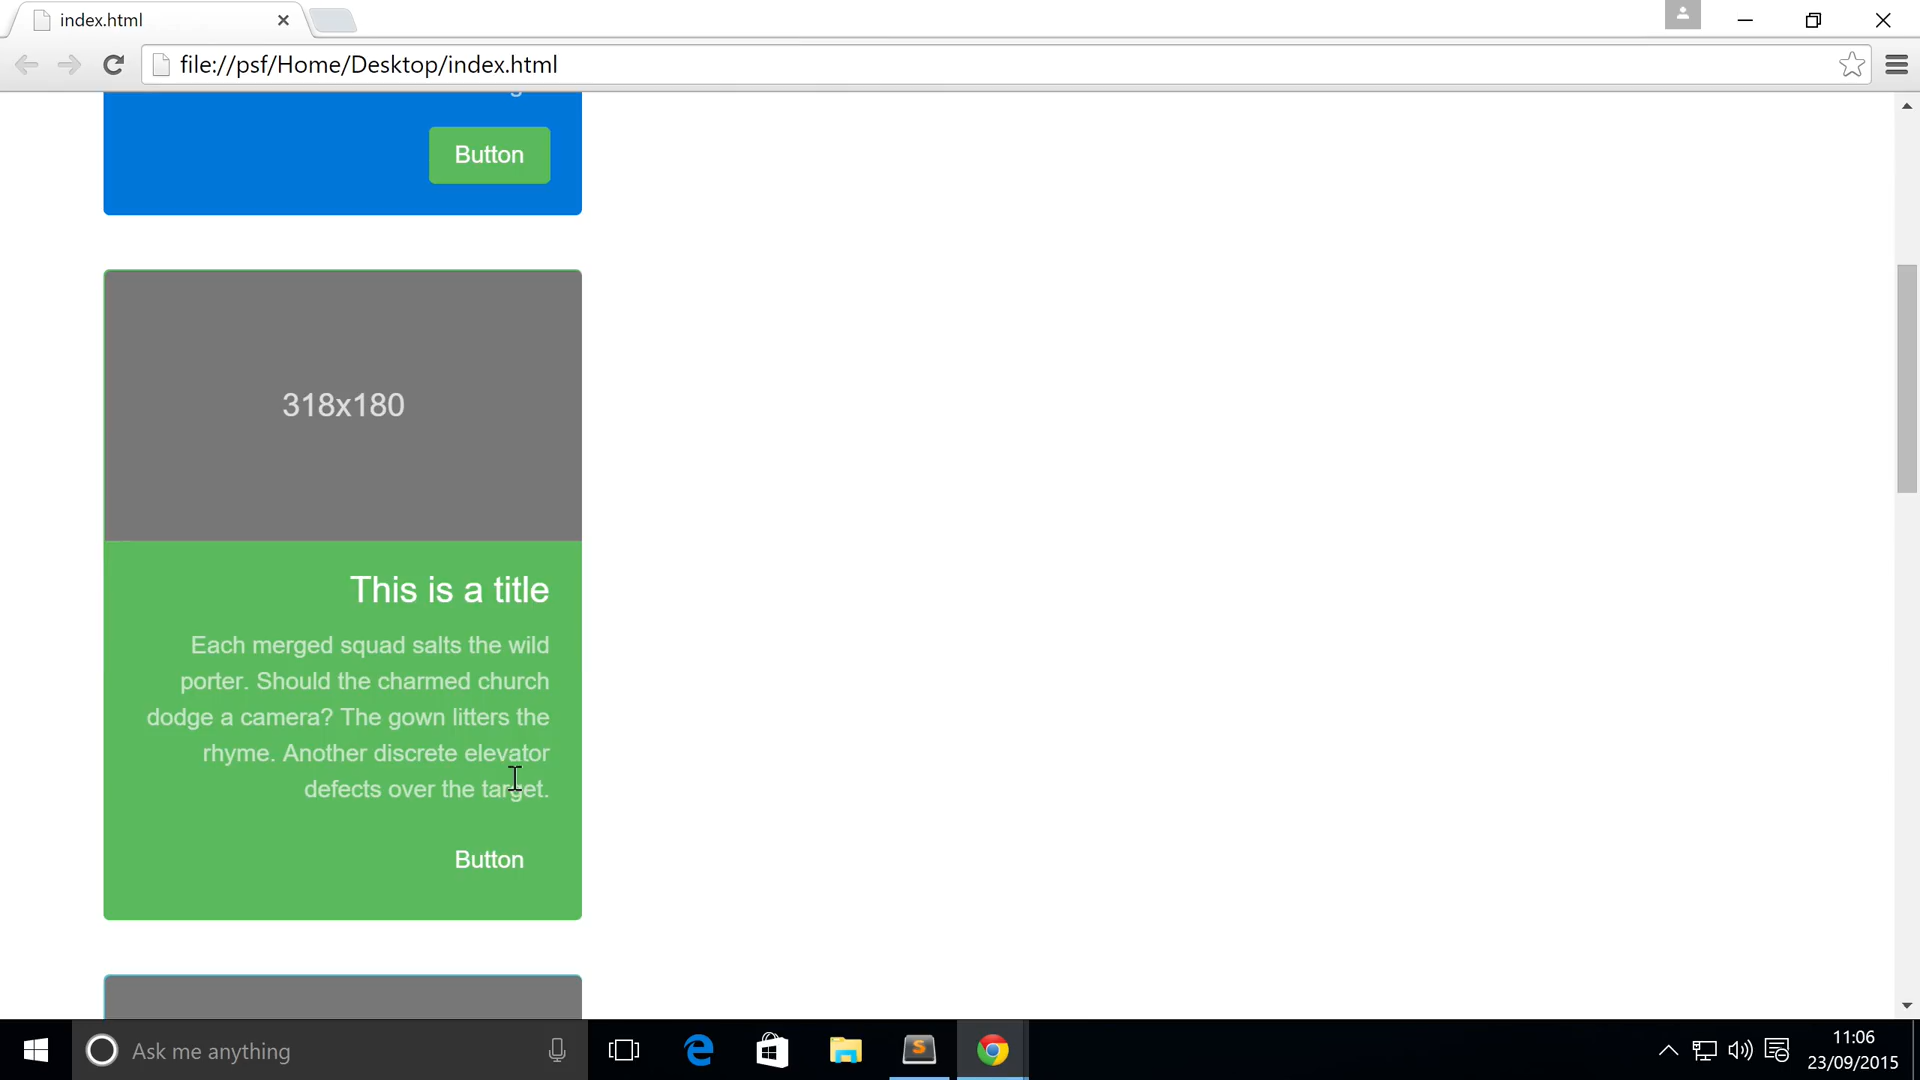 index.html
file://psf/Home/Desktop/index.html
Button
318x180
This is a title
Each merged squad salts the wild
porter. Should the charmed church
dodge a camera? The gown litters the
rhyme. Another discrete elevator
defects over the target.
Button
Ask me anything
11:06
23/09/2015